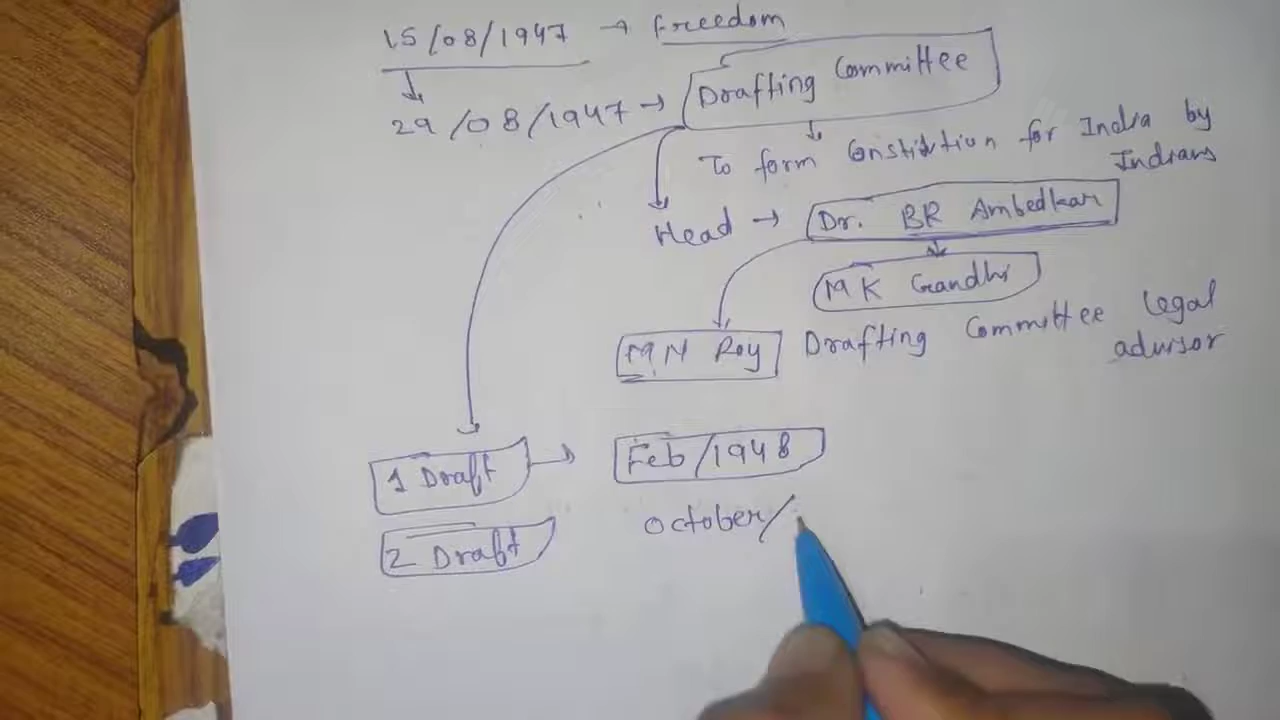 15/08/1947 → Freedom
29/08/1947 → Drafting Committee
To form Constitution for India by
Indians
Head → Dr. BR Ambedkar
MK Gandhi
MN Roy Drafting Committee legal
advisor
1 Draft → Feb/1948
2 Draft October/